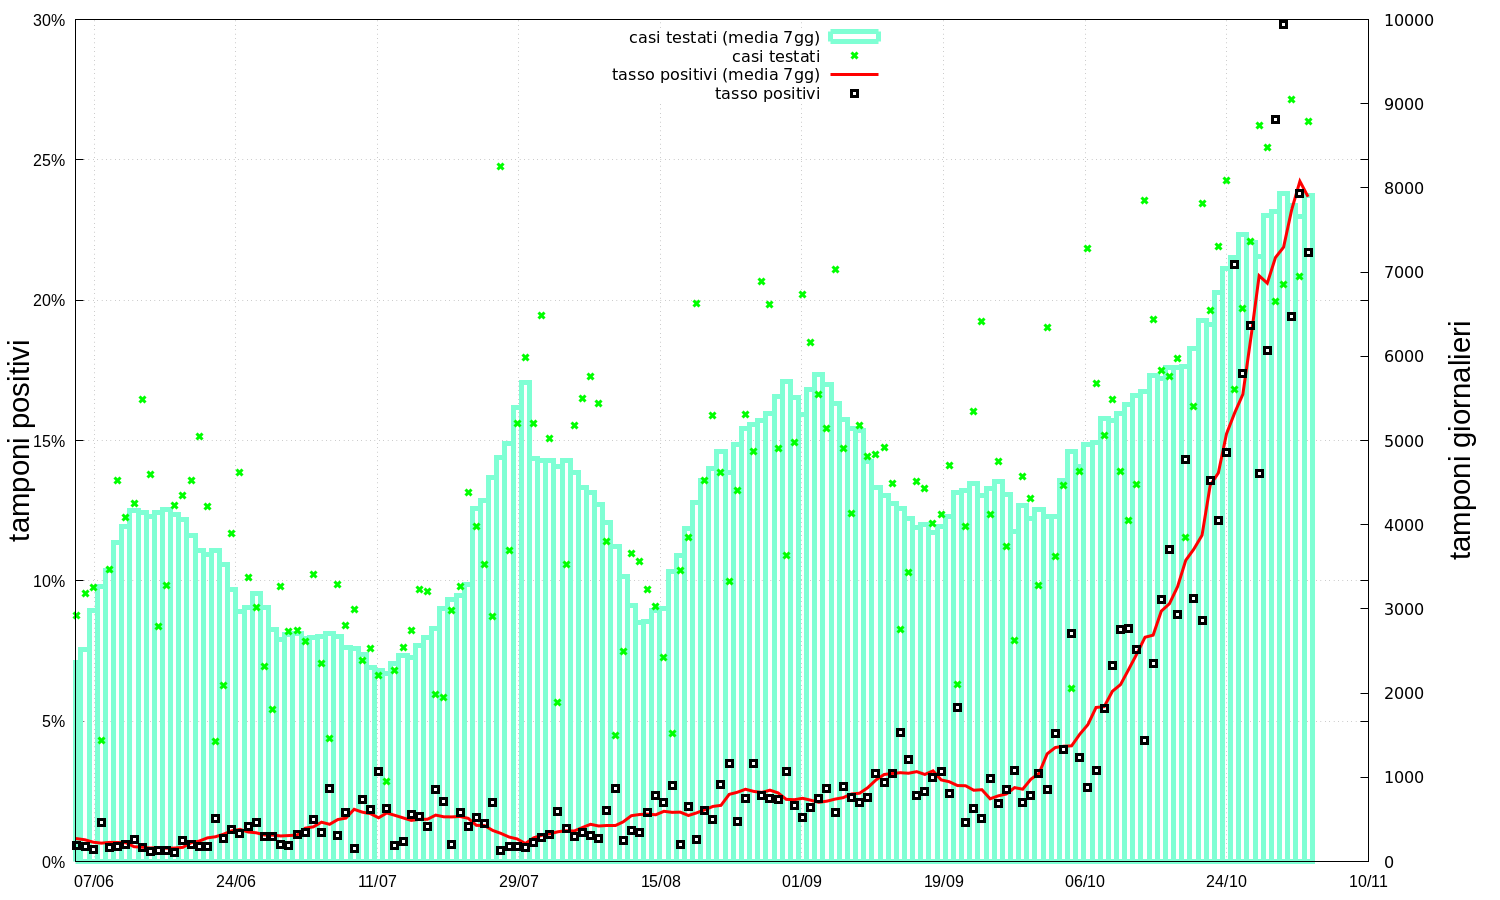 30%
25%
20%
15%
10%
5%
0%
tamponi positivi
casi testati (media 7gg)
casi testati
tasso positivi (media 7gg)
tasso positivi
10000
9000
8000
7000
6000
5000
4000
3000
2000
1000
0
tamponi giornalieri
07/06 24/06 11/07 29/07 15/08 01/09 19/09 06/10 24/10 10/11